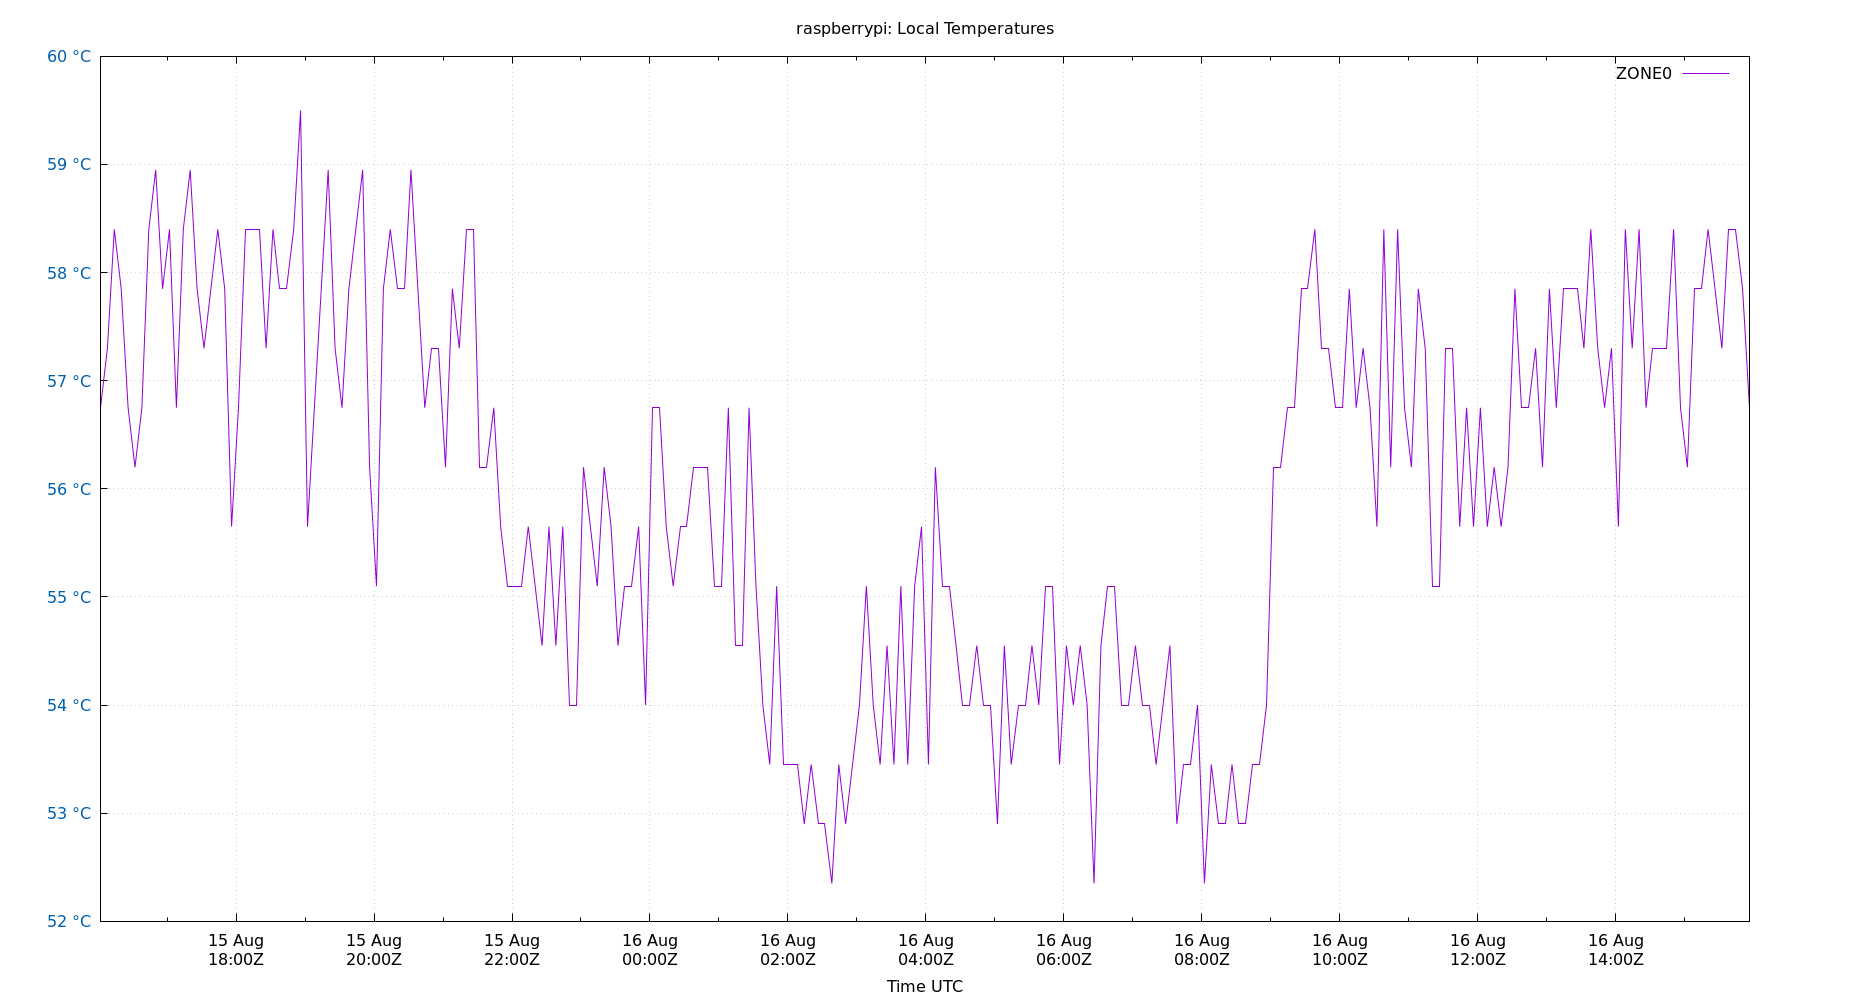 raspberrypi: Local Temperatures
60 °C
59 °C
58 °C
57 °C
56 °C
55 °C
54 °C
53 °C
52 °C
ZONE0
15 Aug
18:00Z
15 Aug
20:00Z
15 Aug
22:00Z
16 Aug
00:00Z
16 Aug
02:00Z
16 Aug
04:00Z
16 Aug
06:00Z
16 Aug
08:00Z
16 Aug
10:00Z
16 Aug
12:00Z
16 Aug
14:00Z
Time UTC